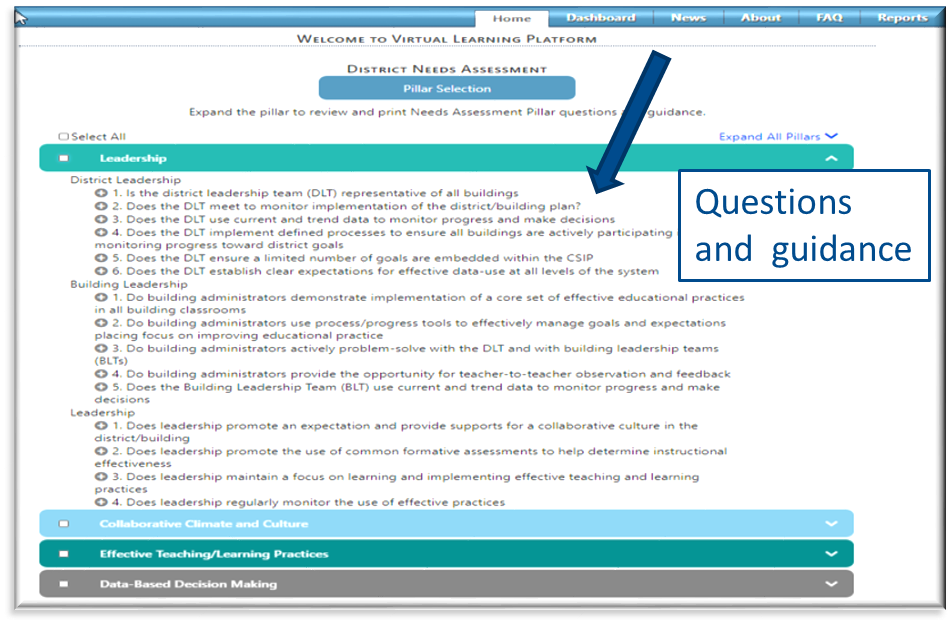 Home Dashboard News About FAQ Reports
Welcome to Virtual Learning Platform
District Needs Assessment
Pillar Selection
Expand the pillar to review and print Needs Assessment Pillar questions guidance.
Select All
Expand All Pillars
Leadership
District Leadership
1. Is the district leadership team (DLT) representative of all buildings
2. Does the DLT meet to monitor implementation of the district/building plan?
3. Does the DLT use current and trend data to monitor progress and make decisions
4. Does the DLT implement defined processes to ensure all buildings are actively participating
monitoring progress toward district goals
5. Does the DLT ensure a limited number of goals are embedded within the CSIP
6. Does the DLT establish clear expectations for effective data-use at all levels of the system
Questions
and guidance
Building Leadership
1. Do building administrators demonstrate implementation of a core set of effective educational practices
in all building classrooms
2. Do building administrators use process/progress tools to effectively manage goals and expectations
placing focus on improving educational practice
3. Do building administrators actively problem-solve with the DLT and with building leadership teams
(BLTs)
4. Do building administrators provide the opportunity for teacher-to-teacher observation and feedback
5. Does the Building Leadership Team (BLT) use current and trend data to monitor progress and make
decisions
Leadership
1. Does leadership promote an expectation and provide supports for a collaborative culture in the
district/building
2. Does leadership promote the use of common formative assessments to help determine instructional
effectiveness
3. Does leadership maintain a focus on learning and implementing effective teaching and learning
practices
4. Does leadership regularly monitor the use of effective practices
Collaborative Climate and Culture
Effective Teaching/Learning Practices
Data-Based Decision Making